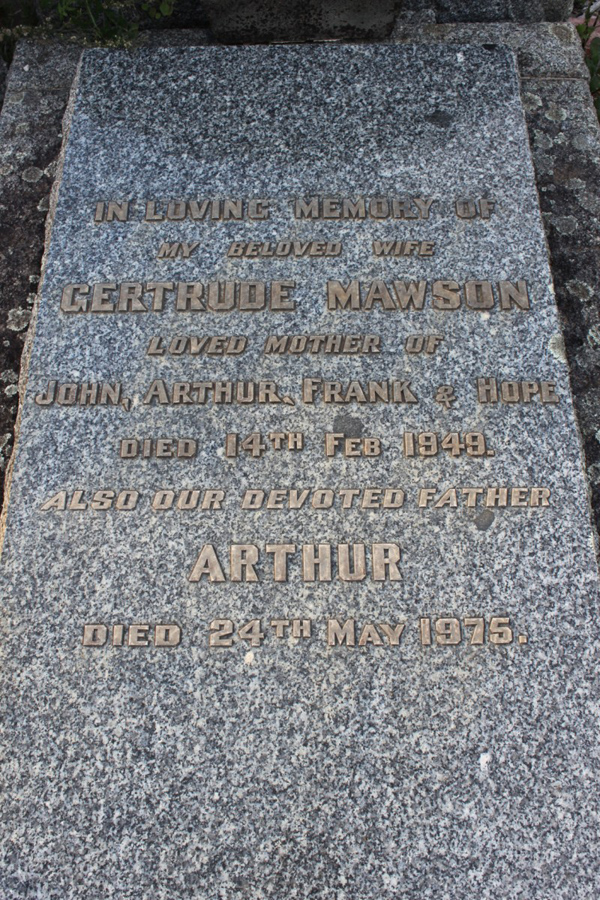 IN LOVING MEMORY OF
MY BELOVED WIFE
GERTRUDE MAWSON
LOVED MOTHER OF
JOHN, ARTHUR, FRANK & HOPE
DIED 14TH FEB 1949.
ALSO OUR DEVOTED FATHER
ARTHUR
DIED 24TH MAY 1975.